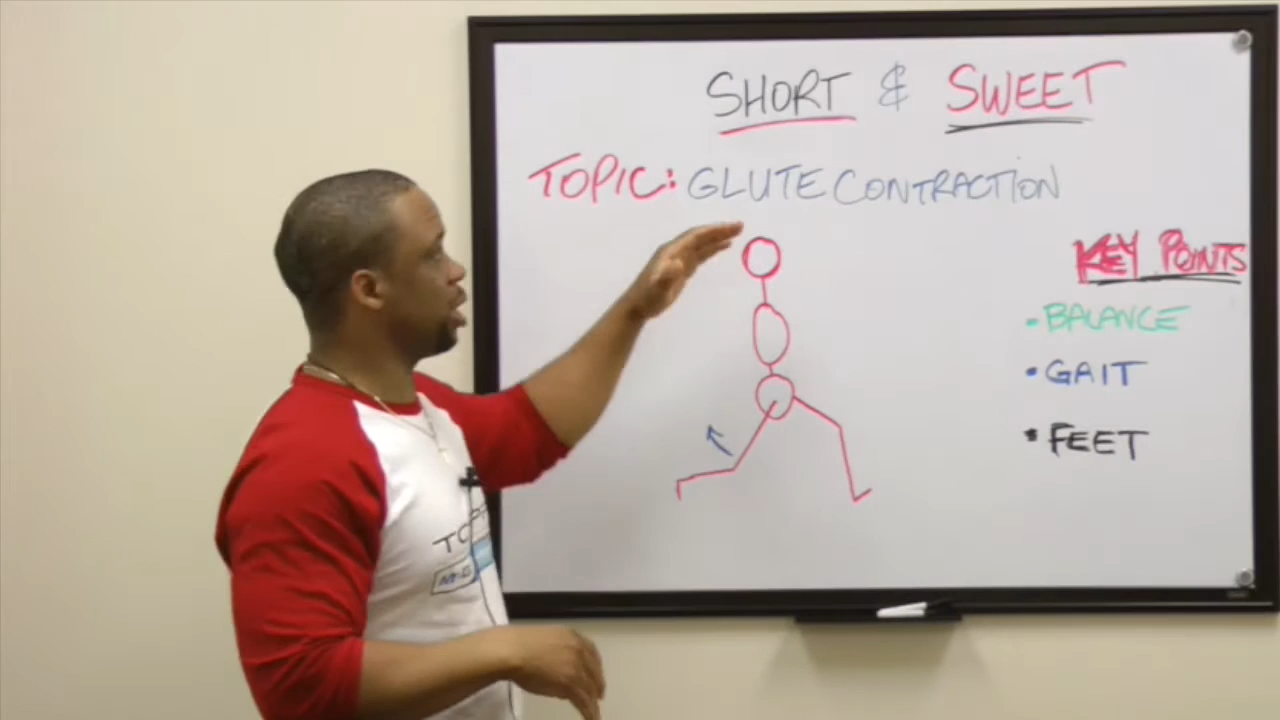 SHORT & SWEET
TOPIC: GLUTE CONTRACTION
KEY POINTS
• BALANCE
• GAIT
• FEET